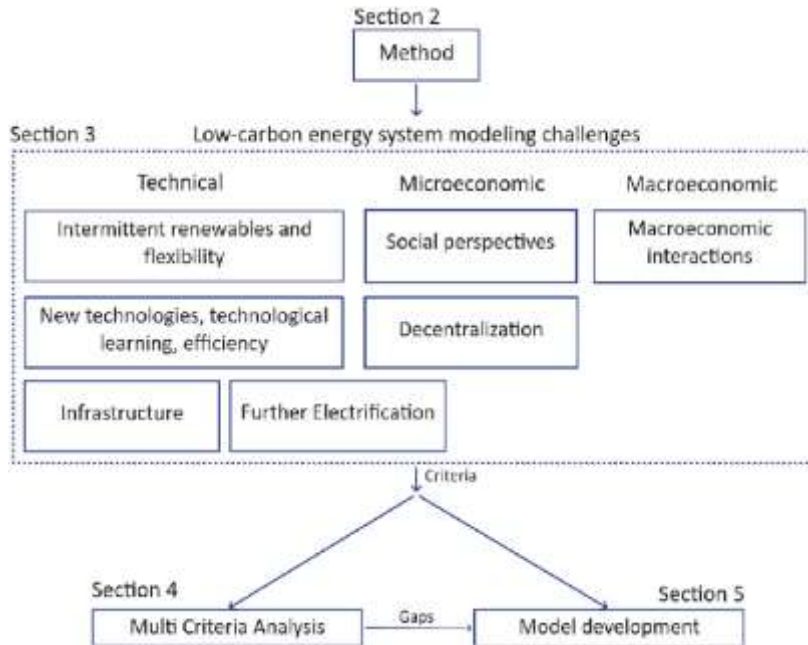 Section 2
Method
Section 3
Low-carbon energy system modeling challenges
Technical
Microeconomic
Macroeconomic
Intermittent renewables and
flexibility
Social perspectives
Macroeconomic
interactions
New technologies, technological
learning, efficiency
Decentralization
Infrastructure
Further Electrification
Criteria
Section 4
Section 5
Multi Criteria Analysis
Gaps
Model development